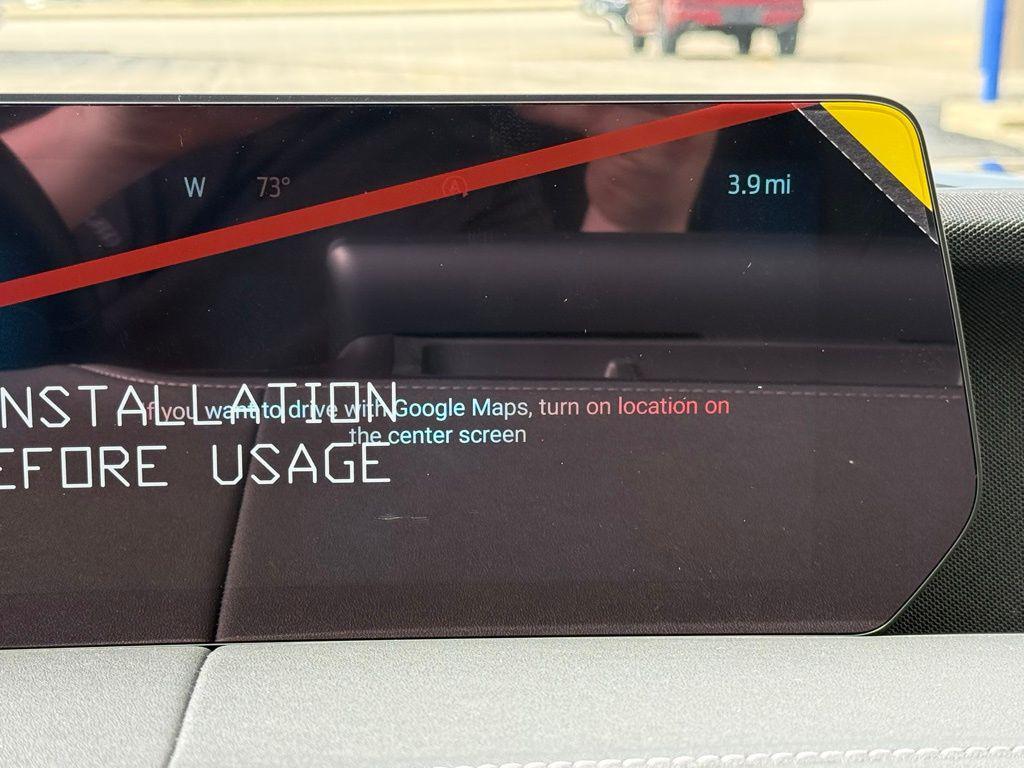 W 73° A 3.9 mi
NSTALLATION
If you want to drive with Google Maps, turn on location on
the center screen
EFORE USAGE